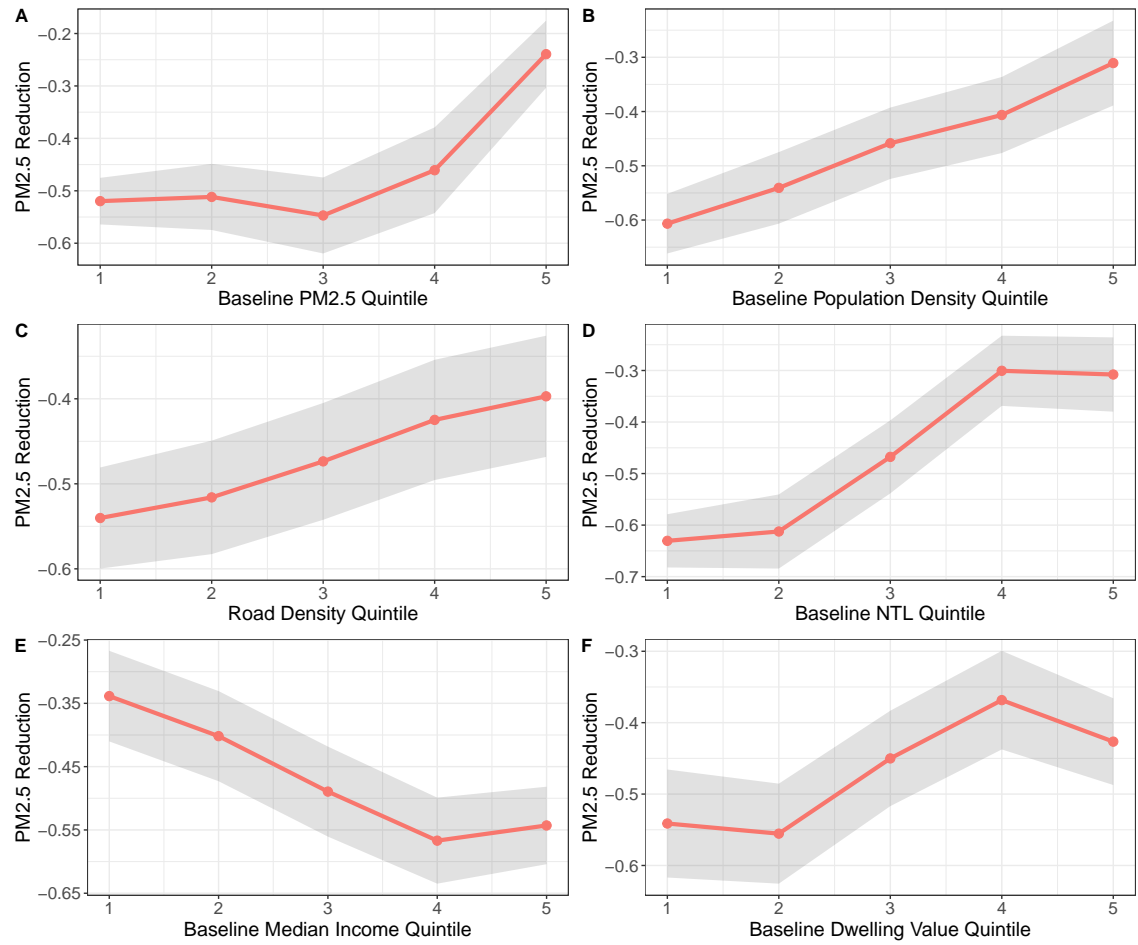 A
PM2.5 Reduction
−0.2
−0.3
−0.4
−0.5
−0.6
1 2 3 4 5
Baseline PM2.5 Quintile
B
PM2.5 Reduction
−0.3
−0.4
−0.5
−0.6
1 2 3 4 5
Baseline Population Density Quintile
C
PM2.5 Reduction
−0.4
−0.5
−0.6
1 2 3 4 5
Road Density Quintile
D
PM2.5 Reduction
−0.3
−0.4
−0.5
−0.6
−0.7
1 2 3 4 5
Baseline NTL Quintile
E
PM2.5 Reduction
−0.25
−0.35
−0.45
−0.55
−0.65
1 2 3 4 5
Baseline Median Income Quintile
F
PM2.5 Reduction
−0.3
−0.4
−0.5
−0.6
1 2 3 4 5
Baseline Dwelling Value Quintile